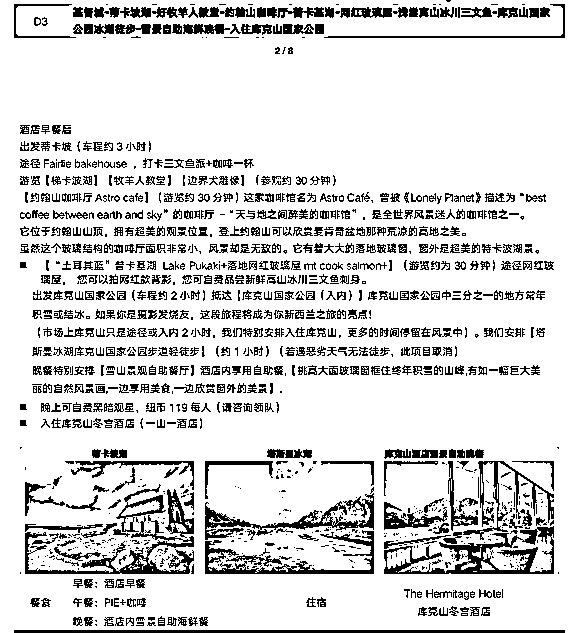 D3
基督城-蒂卡波湖-好牧羊人教堂-约翰山咖啡厅-普卡基湖-网红玻璃屋-浅尝高山冰川三文鱼-库克山国家
公园冰湖徒步-雪景自助海鲜晚餐-入住库克山国家公园
2 / 8
酒店早餐后
出发蒂卡波（车程约 3 小时）
途径 Fairlie bakehouse ，打卡三文鱼派+咖啡一杯
游览【梯卡波湖】【牧羊人教堂】【边界犬雕像】（参观约 30 分钟）
【约翰山咖啡厅 Astro cafe】（游览约 30 分钟）这家咖啡馆名为 Astro Café，曾被《Lonely Planet》描述为 “best
coffee between earth and sky” 的咖啡厅 – “天与地之间醉美的咖啡馆”，是全世界风景迷人的咖啡馆之一。
它位于约翰山山顶，拥有超美的观景位置，登上约翰山可以欣赏麦肯奇盆地那种荒凉的高地之美。
虽然这个玻璃结构的咖啡厅面积非常小，风景却是无敌的。它有着大大的落地玻璃窗，窗外是超美的特卡波湖景。
■ 【 “土耳其蓝” 普卡基湖 Lake Pukaki+落地网红玻璃屋 mt cook salmon+】（游览约为 30 分钟）途径网红玻
璃屋， 您可以拍网红款背影，您可自费品尝新鲜高山冰川三文鱼刺身。
出发库克山国家公园（车程约 2 小时）抵达【库克山国家公园（入内）】库克山国家公园中三分之一的地方常年
积雪或结冰。如果你是摄影发烧友，这段旅程将成为你新西兰之旅的亮点！
（市场上库克山只是途径或入内 2 小时，我们特别安排入住库克山，更多的时间停留在风景中）。我们安排【塔
斯曼冰湖库克山国家公园步道轻徒步】（约 1 小时）（若遇恶劣天气无法徒步，此项目取消）
晚餐特别安排【雪山景观自助餐厅】酒店内享用自助餐，【挑高大面玻璃窗框住终年积雪的山峰,有如一幅巨大美
丽的自然风景画,一边享用美食,一边欣赏窗外的美景】。
■ 晚上可自费黑暗观星，纽币 119 每人（请咨询领队）
■ 入住库克山冬宫酒店（一山一酒店）
蒂卡波湖
塔斯曼冰湖
库克山酒店雪景自助晚餐
早餐：酒店早餐
餐食
午餐：PIE+咖啡
晚餐：酒店内雪景自助海鲜餐
住宿
The Hermitage Hotel
库克山冬宫酒店